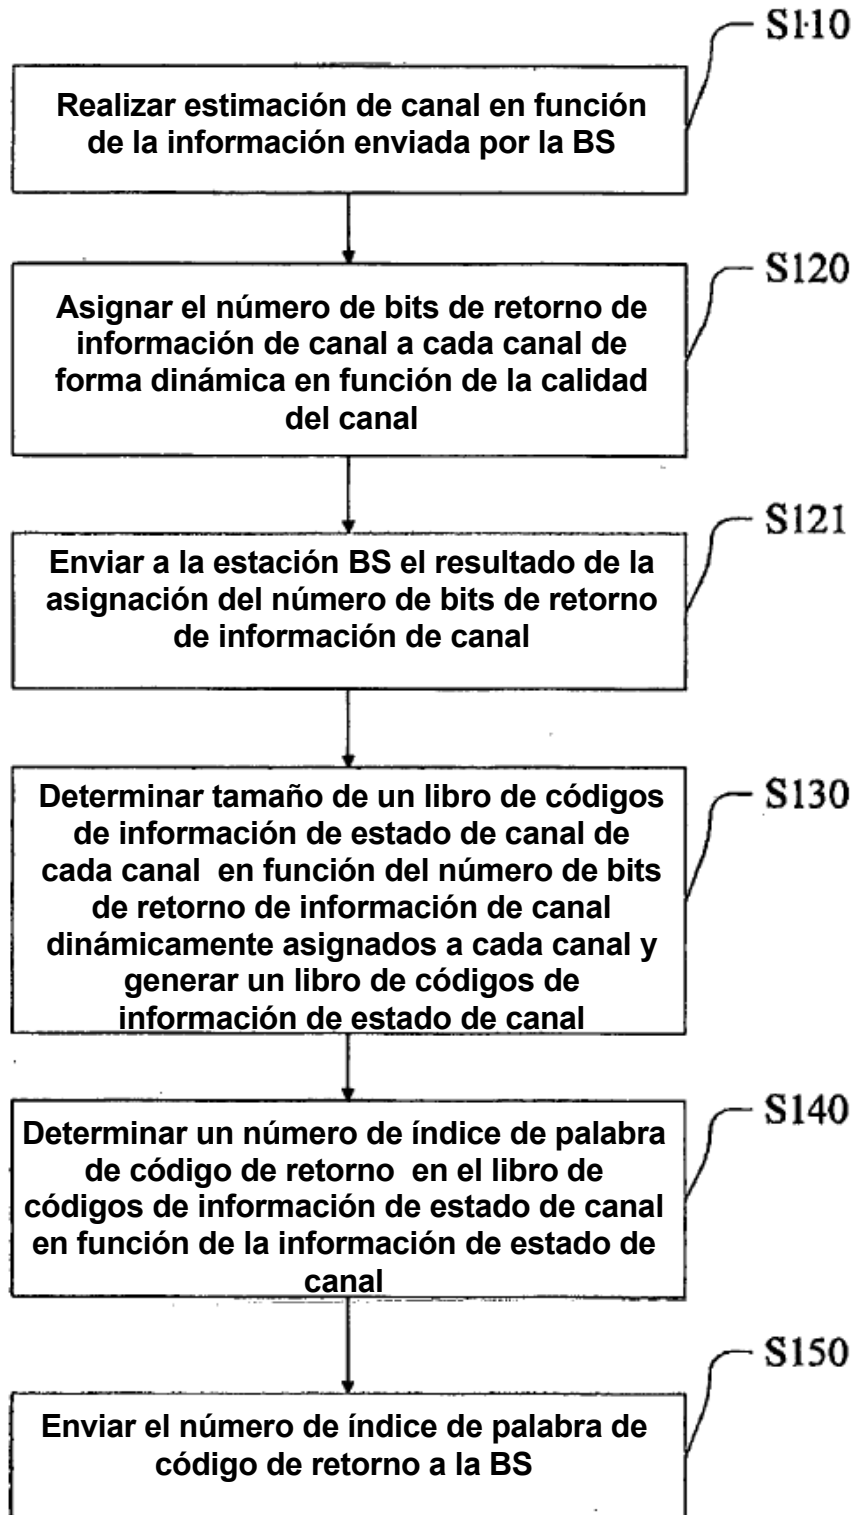 S110
Realizar estimación de canal en función
de la información enviada por la BS
S120
Asignar el número de bits de retorno de
información de canal a cada canal de
forma dinámica en función de la calidad
del canal
S121
Enviar a la estación BS el resultado de la
asignación del número de bits de retorno
de información de canal
S130
Determinar tamaño de un libro de códigos
de información de estado de canal de
cada canal en función del número de bits
de retorno de información de canal
dinámicamente asignados a cada canal y
generar un libro de códigos de
información de estado de canal
S140
Determinar un número de índice de palabra
de código de retorno en el libro de
códigos de información de estado de canal
en función de la información de estado de
canal
S150
Enviar el número de índice de palabra de
código de retorno a la BS